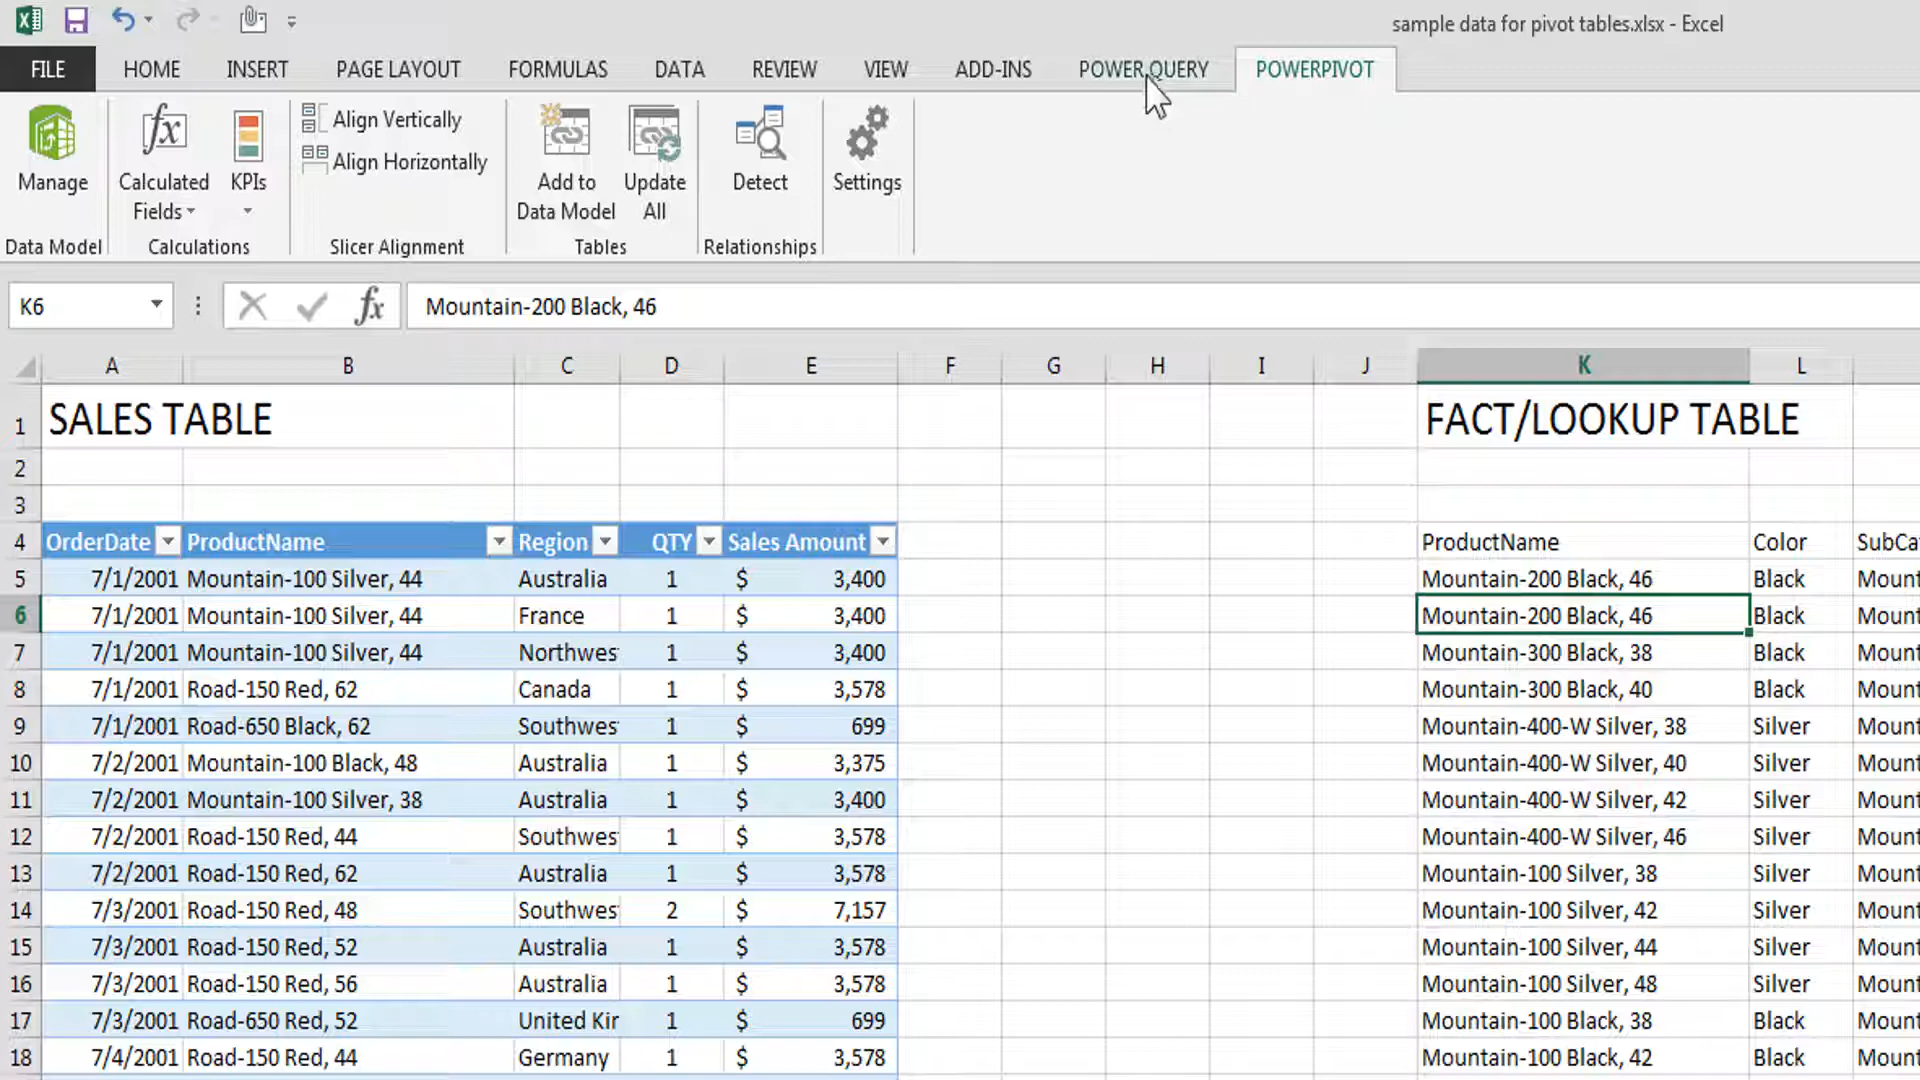 sample data for pivot tables.xlsx - Excel
FILE HOME INSERT PAGE LAYOUT FORMULAS DATA REVIEW VIEW ADD-INS POWER QUERY POWERPIVOT
Manage
Data Model
Calculated Fields
KPIs
Calculations
Align Vertically
Align Horizontally
Slicer Alignment
Add to Data Model
Update All
Tables
Detect
Relationships
Settings
K6 fx Mountain-200 Black, 46
A B C D E F G H I J K L
1 SALES TABLE FACT/LOOKUP TABLE
2
3
4 OrderDate ProductName Region QTY Sales Amount ProductName Color SubCa
5 7/1/2001 Mountain-100 Silver, 44 Australia 1 $ 3,400 Mountain-200 Black, 46 Black Mount
6 7/1/2001 Mountain-100 Silver, 44 France 1 $ 3,400 Mountain-200 Black, 46 Black Mount
7 7/1/2001 Mountain-100 Silver, 44 Northwes 1 $ 3,400 Mountain-300 Black, 38 Black Mount
8 7/1/2001 Road-150 Red, 62 Canada 1 $ 3,578 Mountain-300 Black, 40 Black Mount
9 7/1/2001 Road-650 Black, 62 Southwes 1 $ 699 Mountain-400-W Silver, 38 Silver Mount
10 7/2/2001 Mountain-100 Black, 48 Australia 1 $ 3,375 Mountain-400-W Silver, 40 Silver Mount
11 7/2/2001 Mountain-100 Silver, 38 Australia 1 $ 3,400 Mountain-400-W Silver, 42 Silver Mount
12 7/2/2001 Road-150 Red, 44 Southwes 1 $ 3,578 Mountain-400-W Silver, 46 Silver Mount
13 7/2/2001 Road-150 Red, 62 Australia 1 $ 3,578 Mountain-100 Silver, 38 Silver Mount
14 7/3/2001 Road-150 Red, 48 Southwes 2 $ 7,157 Mountain-100 Silver, 42 Silver Mount
15 7/3/2001 Road-150 Red, 52 Australia 1 $ 3,578 Mountain-100 Silver, 44 Silver Mount
16 7/3/2001 Road-150 Red, 56 Australia 1 $ 3,578 Mountain-100 Silver, 48 Silver Mount
17 7/3/2001 Road-650 Red, 52 United Kir 1 $ 699 Mountain-100 Black, 38 Black Mount
18 7/4/2001 Road-150 Red, 44 Germany 1 $ 3,578 Mountain-100 Black, 42 Black Mount